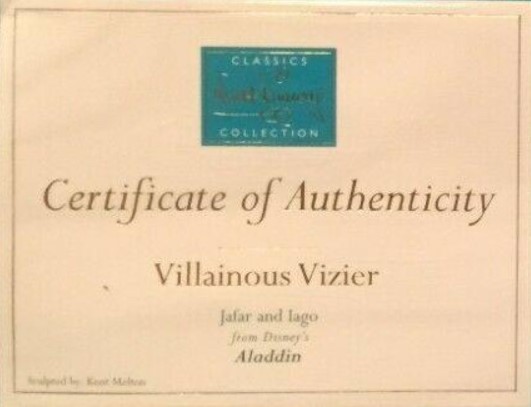 CLASSICS
Walt Disney
COLLECTION
Certificate of Authenticity
Villainous Vizier
Jafar and Iago
from Disney's
Aladdin
Sculpted by: Kent Melton